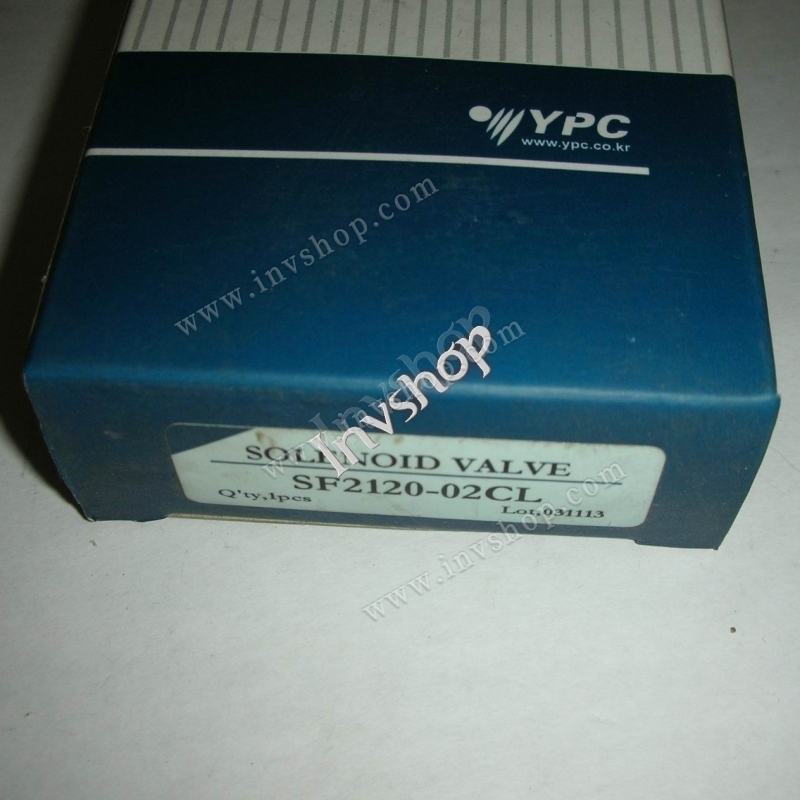 YPC
www.ypc.co.kr
www.invshop.com
www.invshop.com
Invshop
SOLENOID VALVE
SF2120-02CL
Q'ty,1pcs
Lot,031113
www.invshop.com